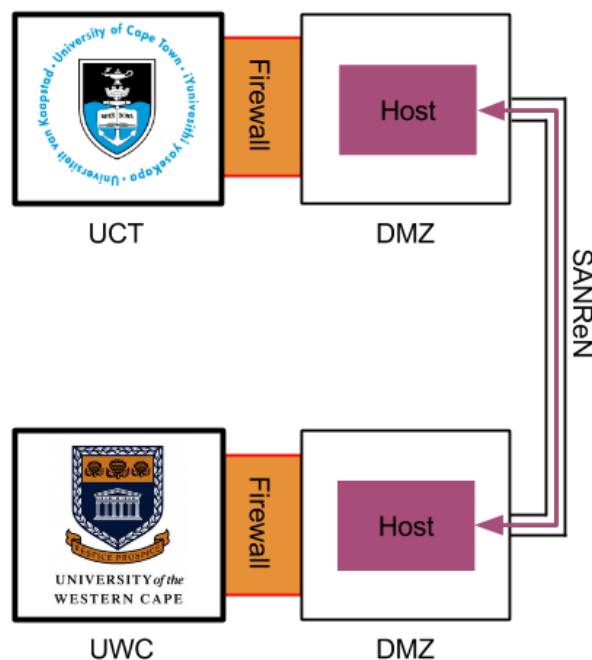 University of Cape Town · iYunivesithi yaseKapa · Universiteit van Kaapstad ·
Firewall
Host
UCT
DMZ
SANReN
Firewall
Host
UNIVERSITY of the
WESTERN CAPE
UWC
DMZ